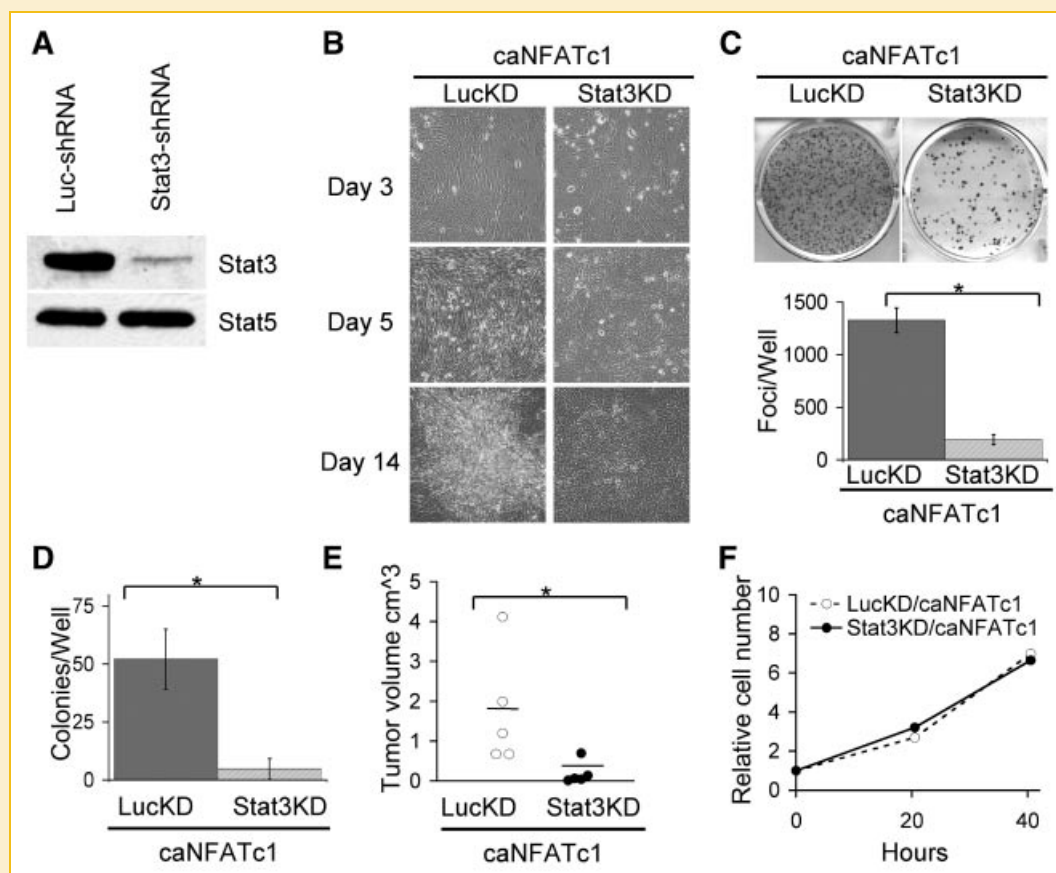 A
Luc-shRNA
Stat3-shRNA
Stat3
Stat5
B
caNFATc1
LucKD Stat3KD
Day 3
Day 5
Day 14
C
caNFATc1
LucKD Stat3KD
*
1500
1000
500
0
Foci/Well
LucKD Stat3KD
caNFATc1
D
*
75
50
25
0
Colonies/Well
LucKD Stat3KD
caNFATc1
E
*
5
4
3
2
1
0
Tumor volume cm^3
LucKD Stat3KD
caNFATc1
F
LucKD/caNFATc1
Stat3KD/caNFATc1
10
8
6
4
2
0
Relative cell number
0 20 40
Hours